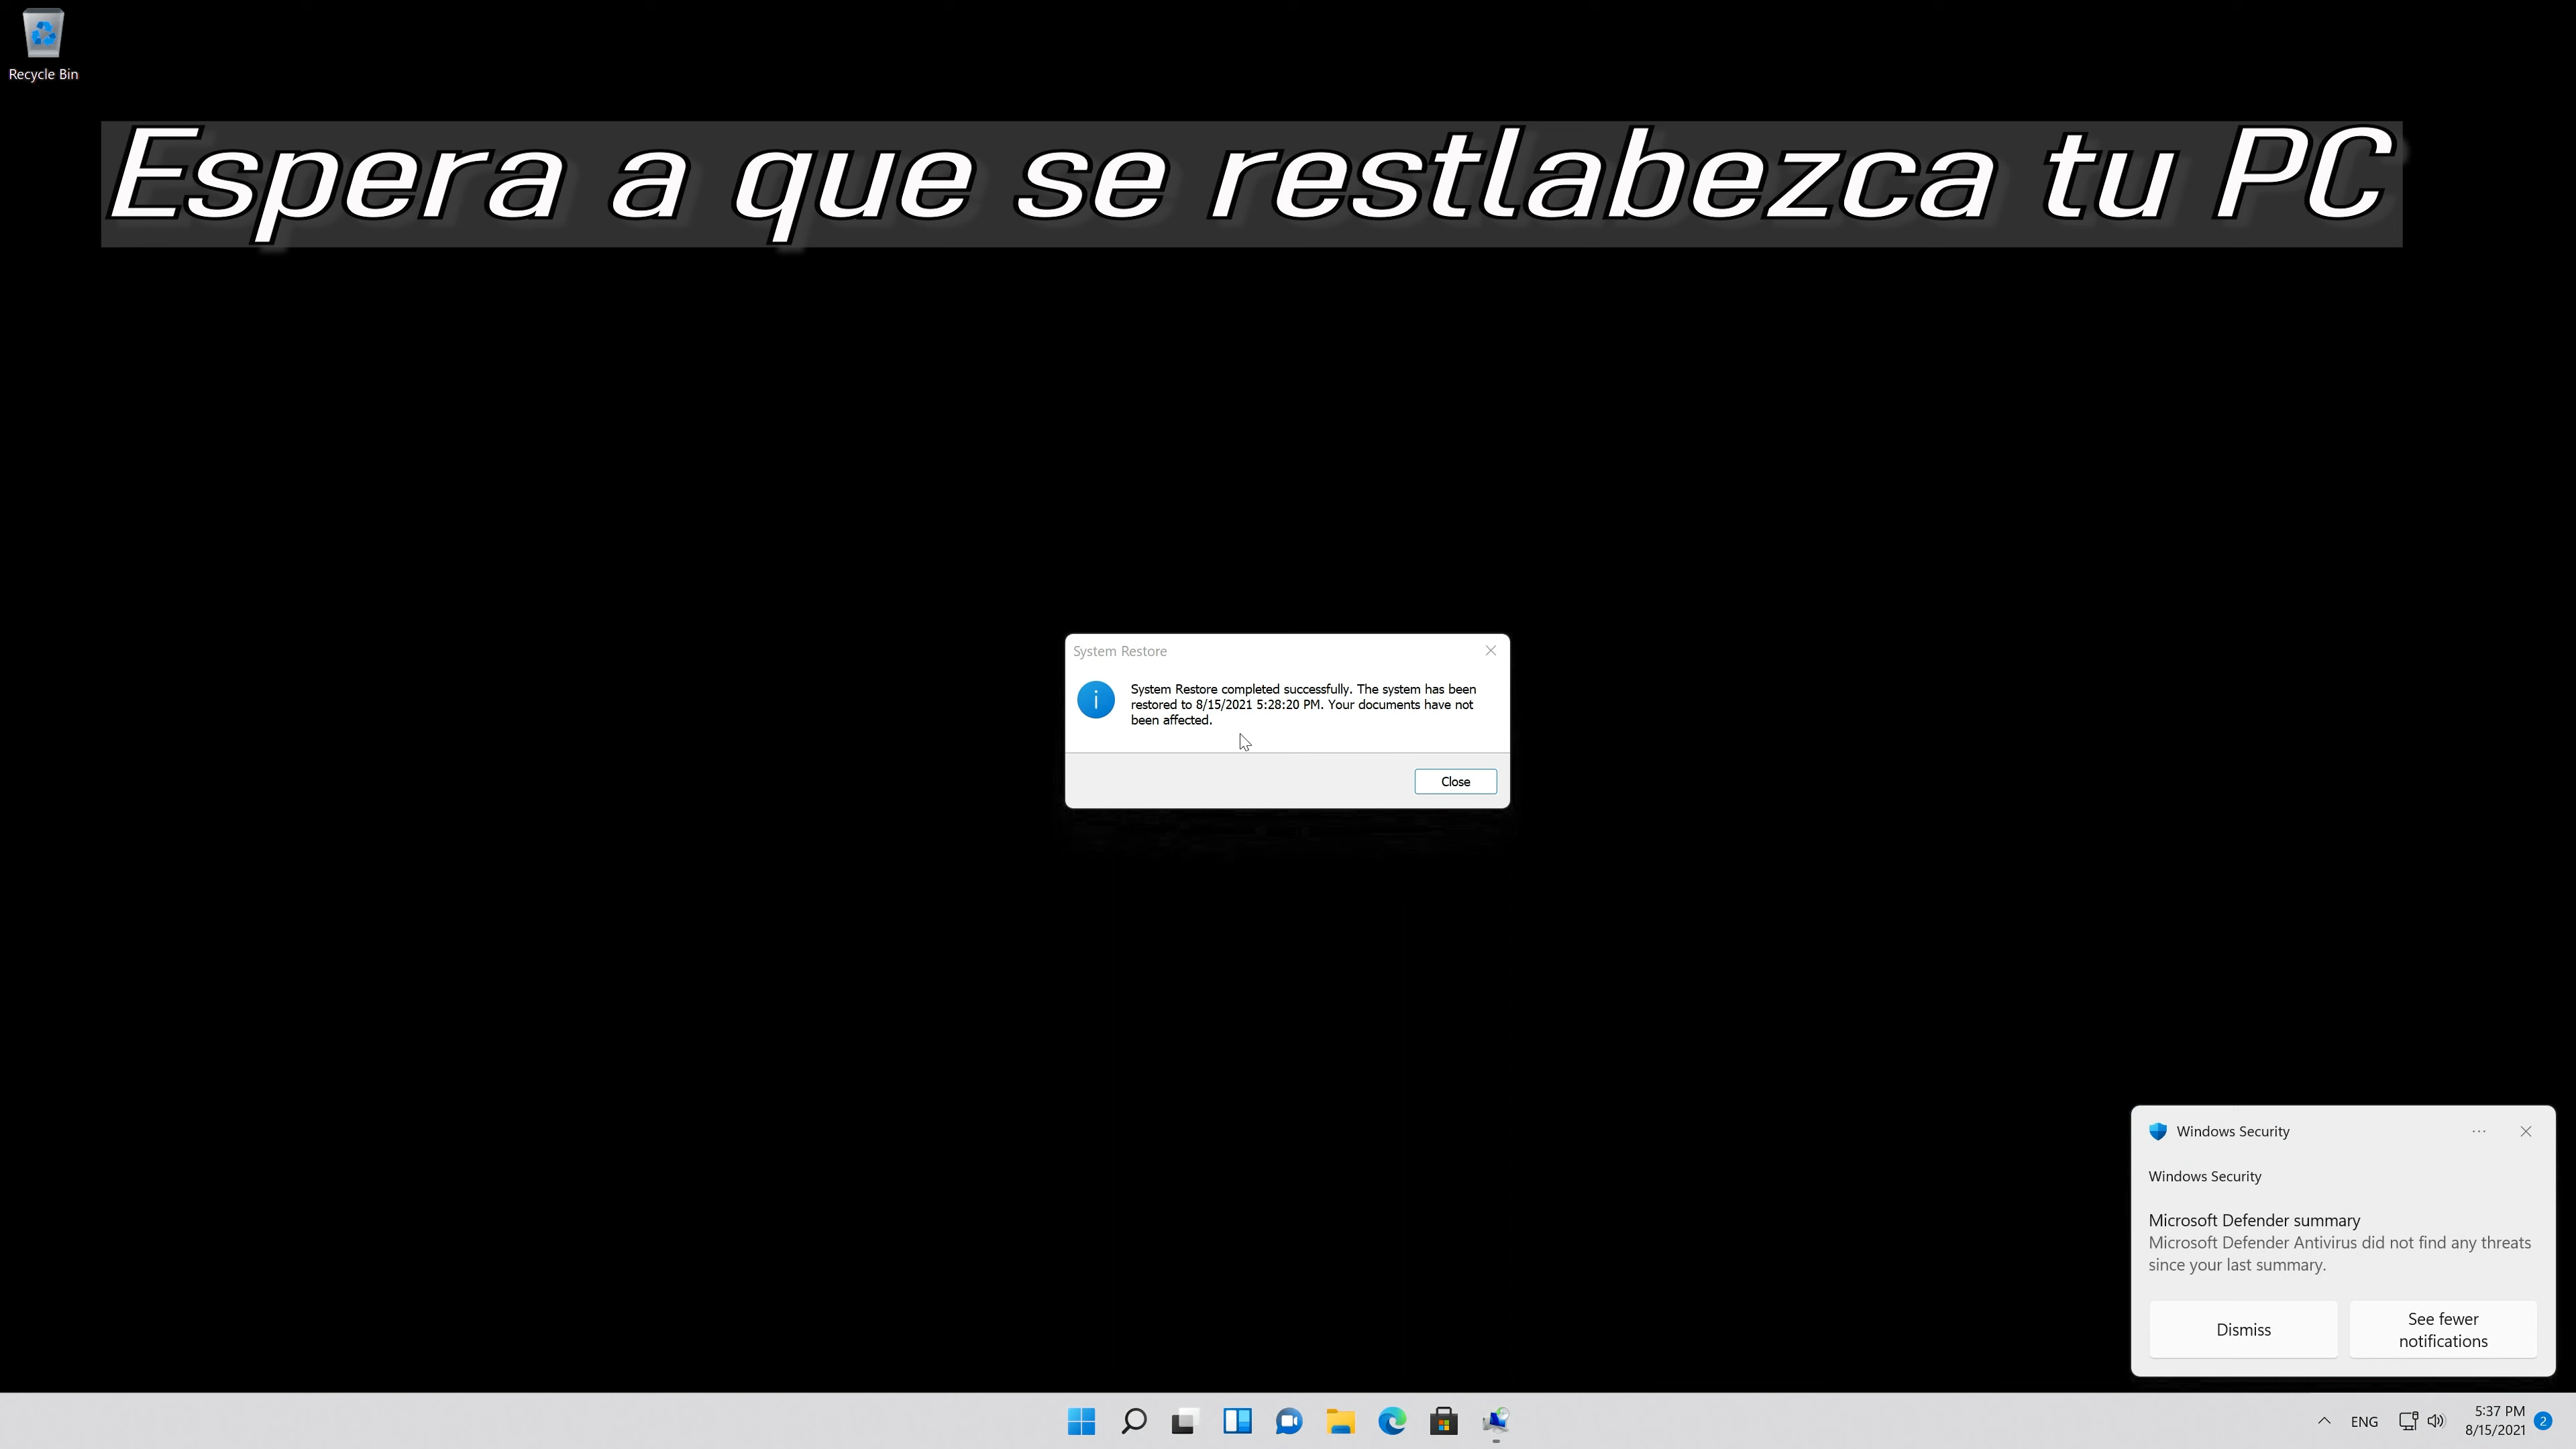 Recycle Bin
Espera a que se restlabezca tu PC
System Restore
System Restore completed successfully. The system has been
restored to 8/15/2021 5:28:20 PM. Your documents have not
been affected.
Close
Windows Security
Windows Security
Microsoft Defender summary
Microsoft Defender Antivirus did not find any threats
since your last summary.
Dismiss
See fewer
notifications
ENG
5:37 PM
8/15/2021
2